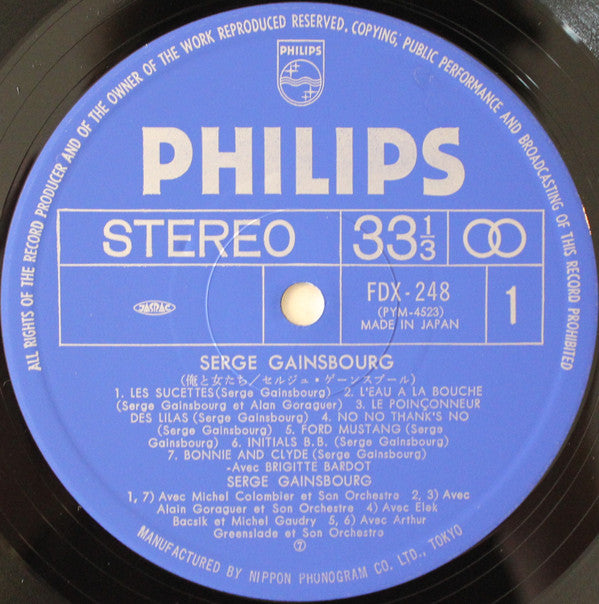 ALL RIGHTS OF THE RECORD PRODUCER AND OF THE OWNER OF THE WORK REPRODUCED RESERVED. COPYING, PUBLIC PERFORMANCE AND BROADCASTING OF THIS RECORD PROHIBITED
PHILIPS
PHILIPS
STEREO 33 1/3
JASRAC FDX-248 1
(PYM-4523)
MADE IN JAPAN
SERGE GAINSBOURG
(俺と女たち/セルジュ・ゲーンスブール)
1. LES SUCETTES(Serge Gainsbourg) 2. L'EAU A LA BOUCHE
(Serge Gainsbourg et Alan Goraguer) 3. LE POINÇONNEUR
DES LILAS (Serge Gainsbourg) 4. NO NO THANK'S NO
(Serge Gainsbourg) 5. FORD MUSTANG (Serge
Gainsbourg) 6. INITIALS B.B. (Serge Gainsbourg)
7. BONNIE AND CLYDE (Serge Gainsbourg)
-Avec BRIGITTE BARDOT
SERGE GAINSBOURG
1, 7) Avec Michel Colombier et Son Orchestre 2, 3) Avec
Alain Goraguer et Son Orchestre 4) Avec Elek
Bacsik et Michel Gaudry 5, 6) Avec Arthur
Greenslade et Son Orchestra
⑦
MANUFACTURED BY NIPPON PHONOGRAM CO. LTD., TOKYO